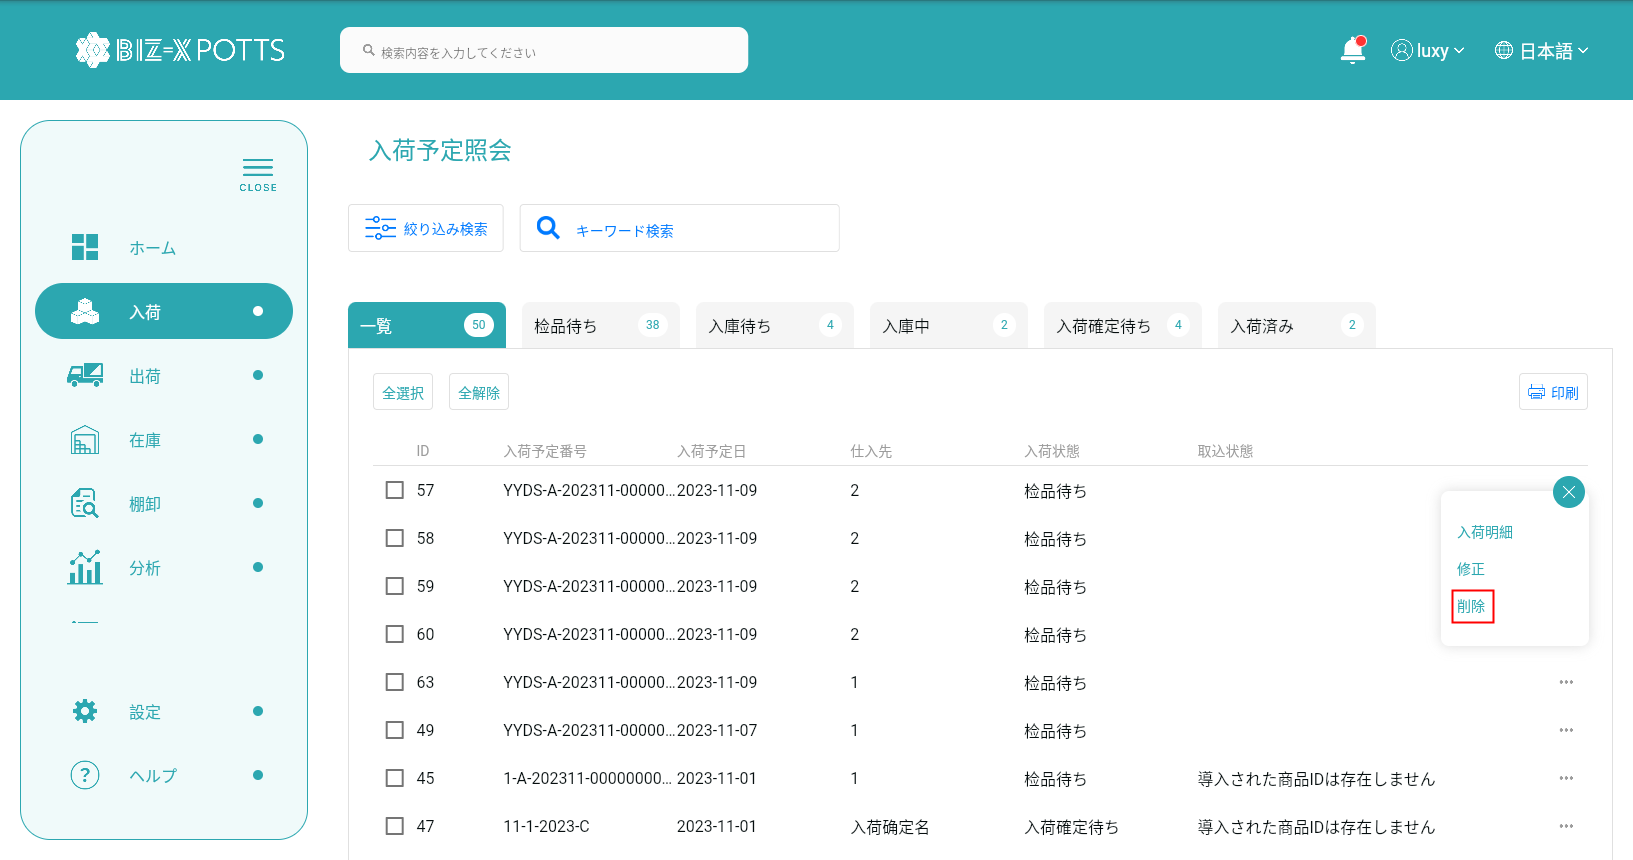 BIZ=X POTTS
検索内容を入力してください
luxy
日本語
CLOSE
ホーム
入荷
出荷
在庫
棚卸
分析
設定
?
ヘルプ
入荷予定照会
絞り込み検索
キーワード検索
一覧 50
检品待ち 38
入庫待ち 4
入庫中 2
入荷確定待ち 4
入荷済み 2
全選択 全解除
印刷
ID 入荷予定番号 入荷予定日 仕入先 入荷状態 取込状態
57 YYDS-A-202311-00000... 2023-11-09 2 检品待ち
58 YYDS-A-202311-00000... 2023-11-09 2 检品待ち
59 YYDS-A-202311-00000... 2023-11-09 2 检品待ち
60 YYDS-A-202311-00000... 2023-11-09 2 检品待ち
63 YYDS-A-202311-00000... 2023-11-09 1 检品待ち
49 YYDS-A-202311-00000... 2023-11-07 1 检品待ち
45 1-A-202311-00000000... 2023-11-01 1 检品待ち 導入された商品IDは存在しません
47 11-1-2023-C 2023-11-01 入荷确定名 入荷確定待ち 導入された商品IDは存在しません
入荷明細
修正
削除